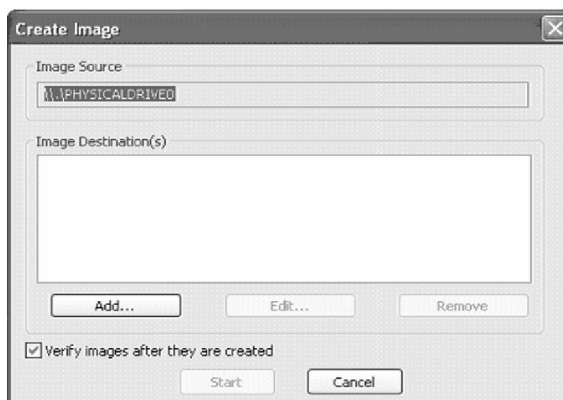 Create Image
Image Source
\\.\PHYSICALDRIVE0
Image Destination(s)
Add... Edit... Remove
Verify images after they are created
Start Cancel